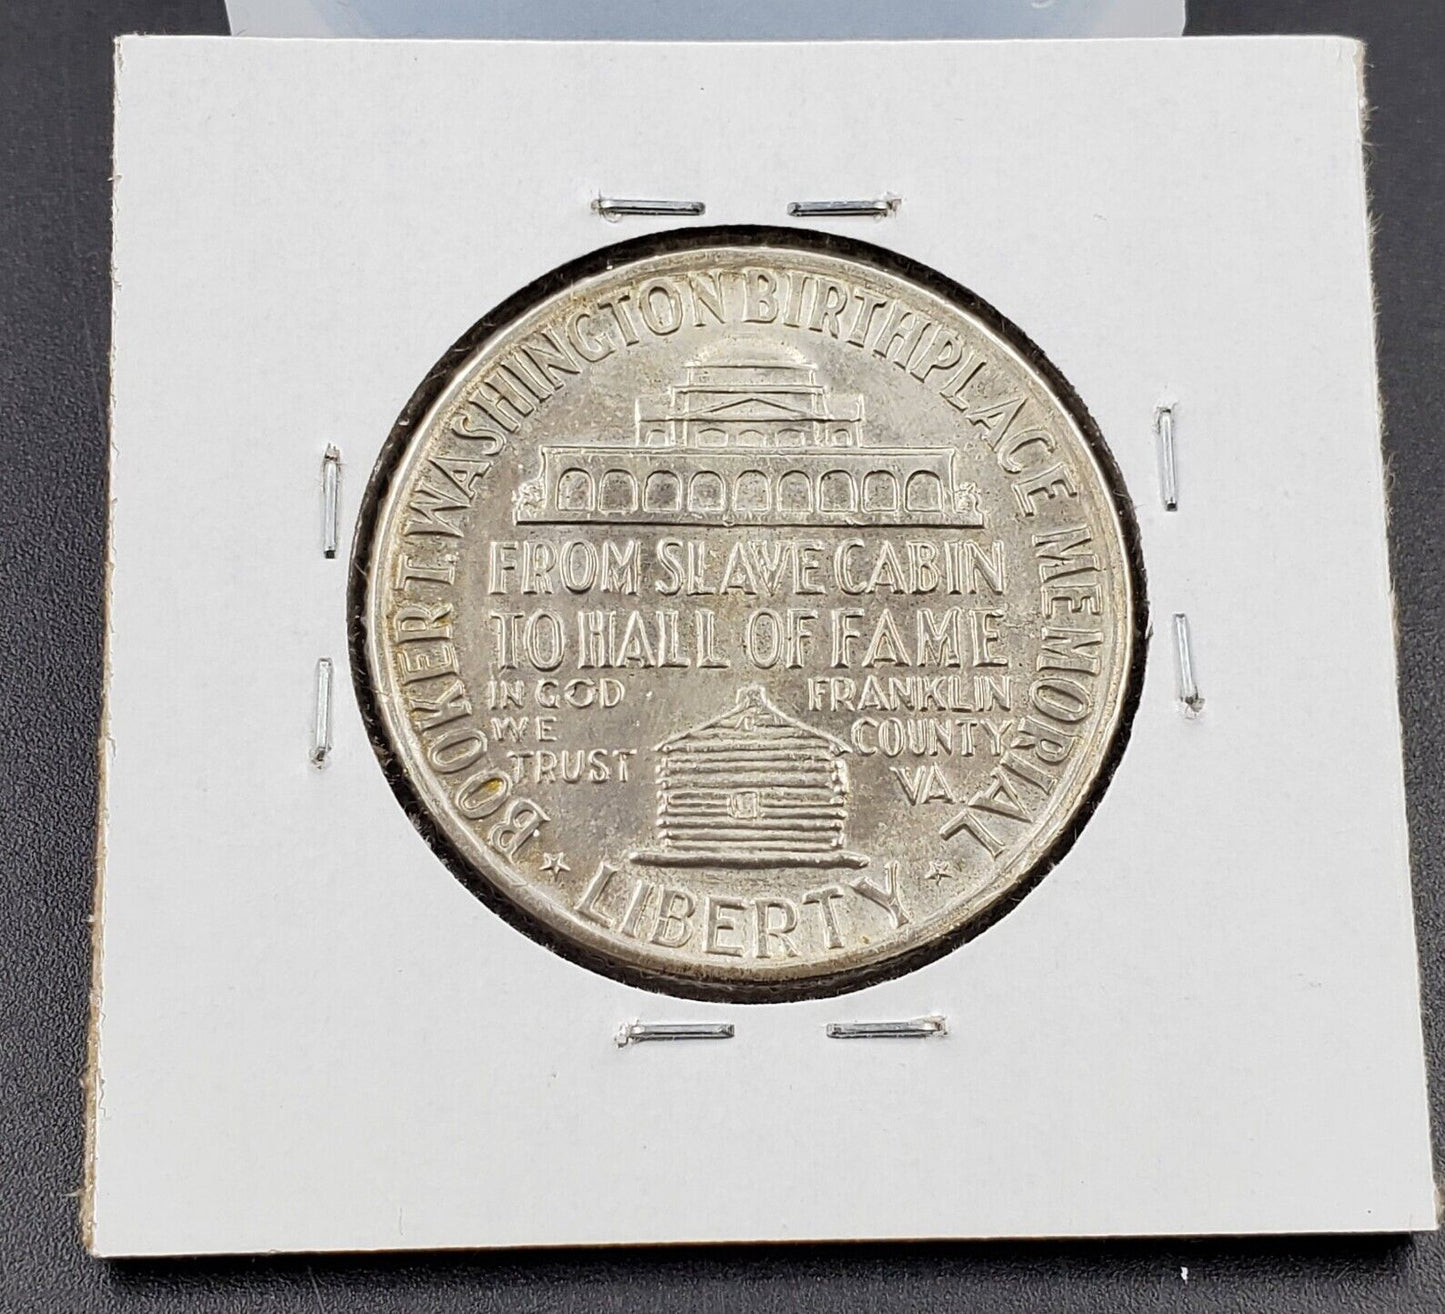 BOOKER T. WASHINGTON BIRTHPLACE MEMORIAL
FROM SLAVE CABIN
TO HALL OF FAME
IN GOD
WE
TRUST
FRANKLIN
COUNTY
VA
LIBERTY